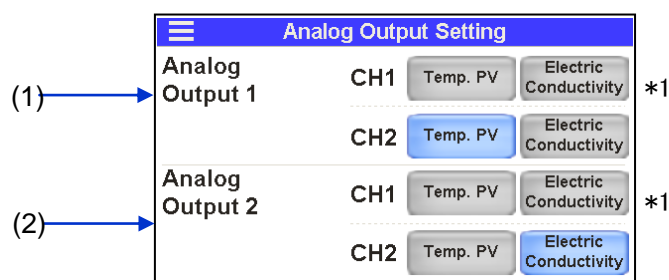 Analog Output Setting
(1)
Analog
Output 1
CH1
Temp. PV
Electric
Conductivity
*1
CH2
Temp. PV
Electric
Conductivity
(2)
Analog
Output 2
CH1
Temp. PV
Electric
Conductivity
*1
CH2
Temp. PV
Electric
Conductivity